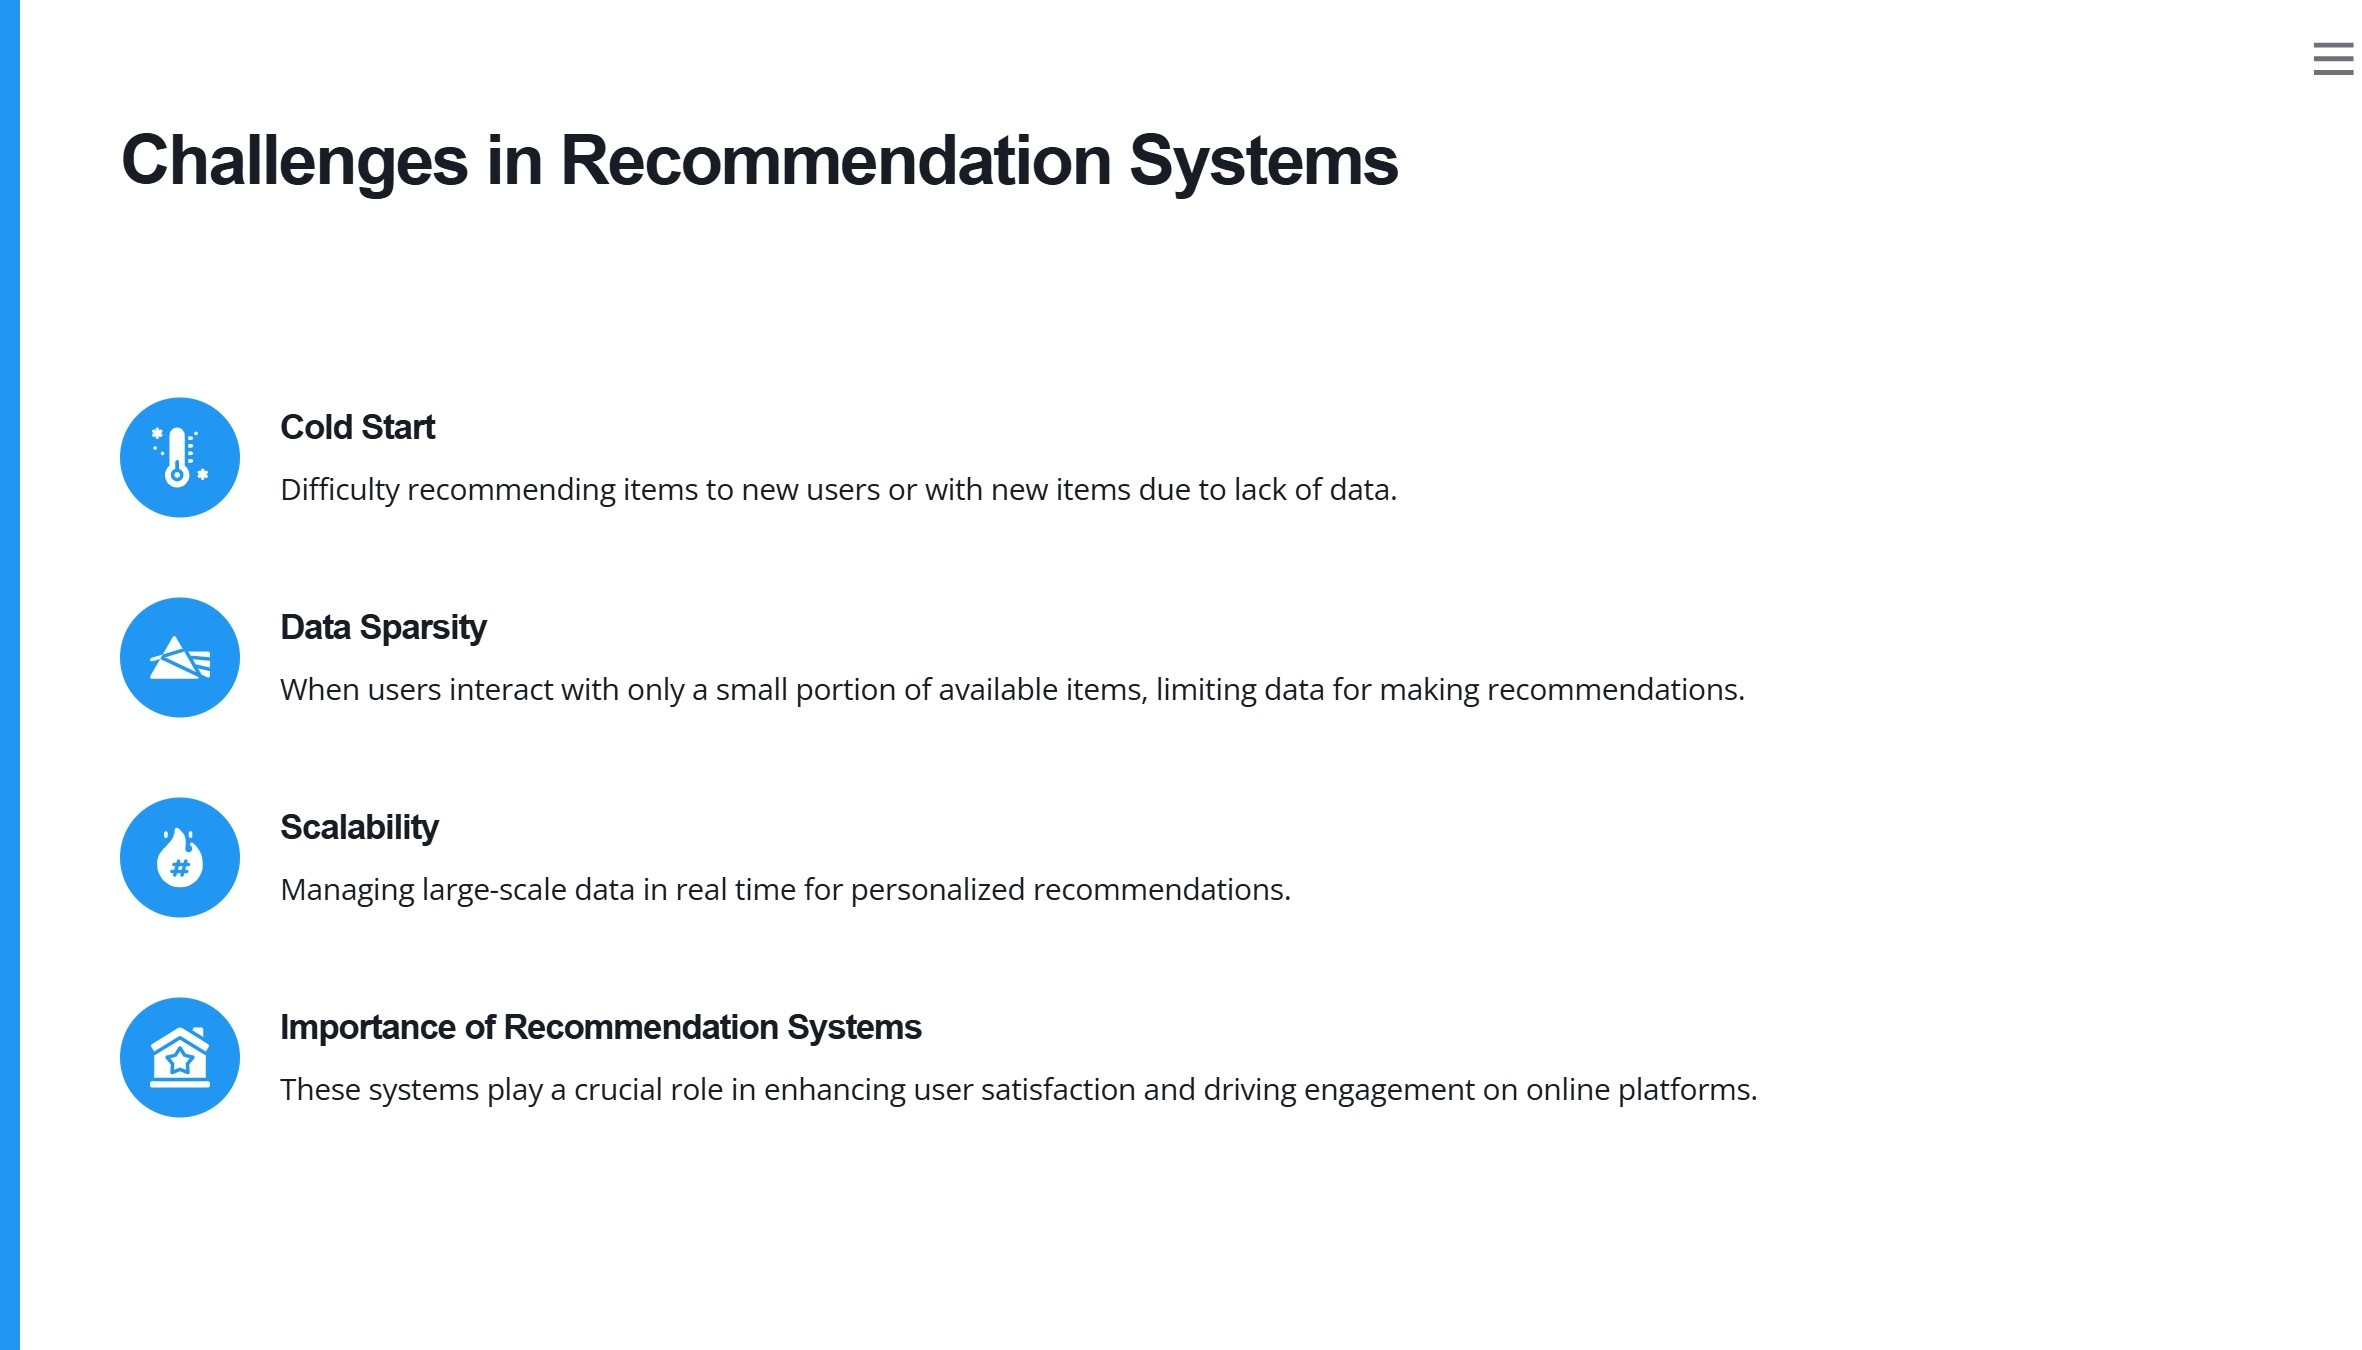 Challenges in Recommendation Systems
Cold Start
Difficulty recommending items to new users or with new items due to lack of data.
Data Sparsity
When users interact with only a small portion of available items, limiting data for making recommendations.
Scalability
#
Managing large-scale data in real time for personalized recommendations.
Importance of Recommendation Systems
These systems play a crucial role in enhancing user satisfaction and driving engagement on online platforms.